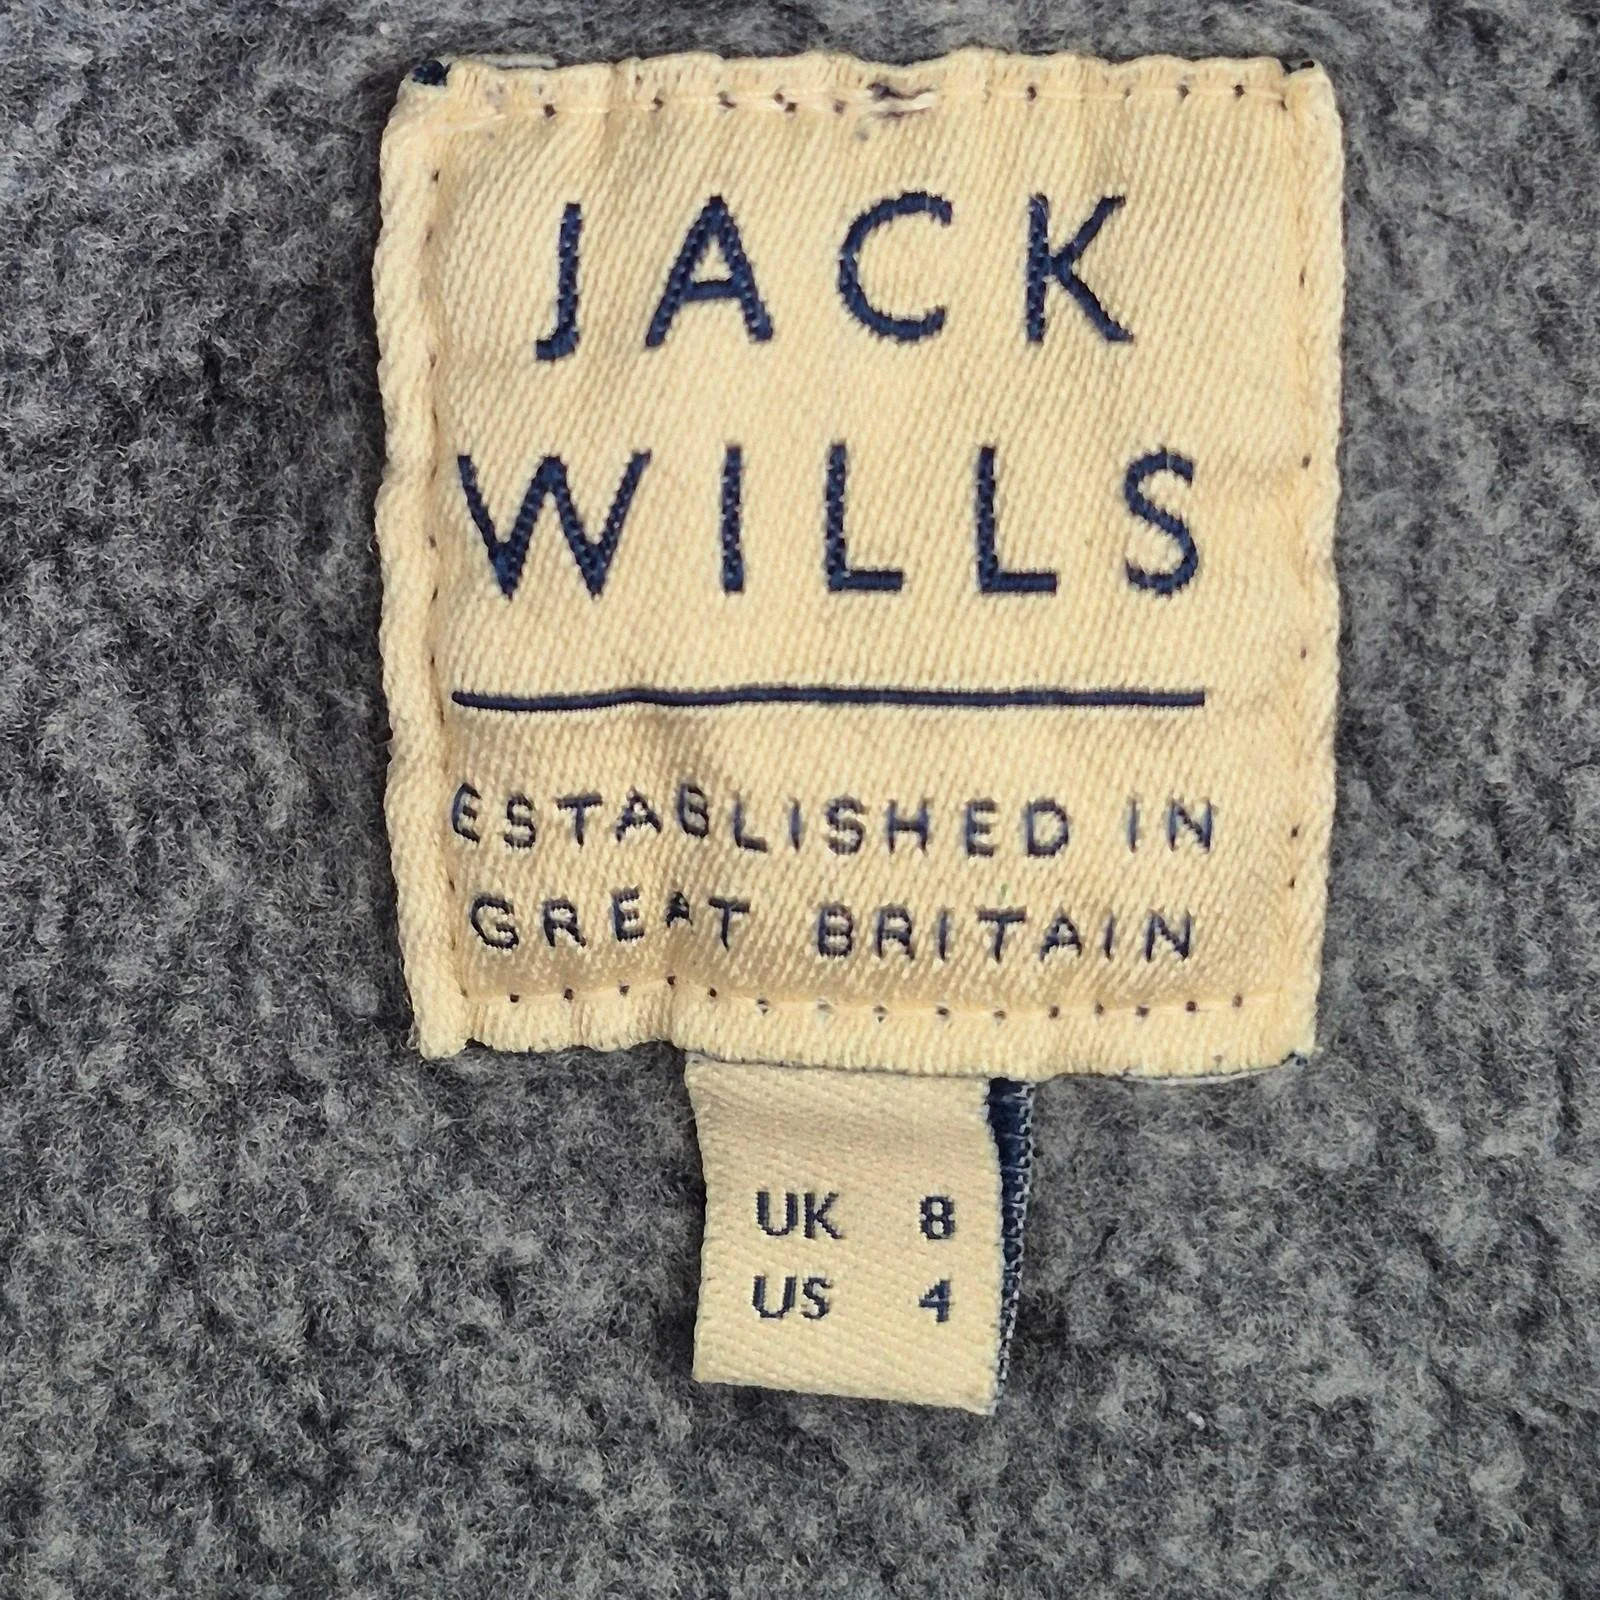 JACK
WILLS
ESTABLISHED IN
GREAT BRITAIN
UK 8
US 4